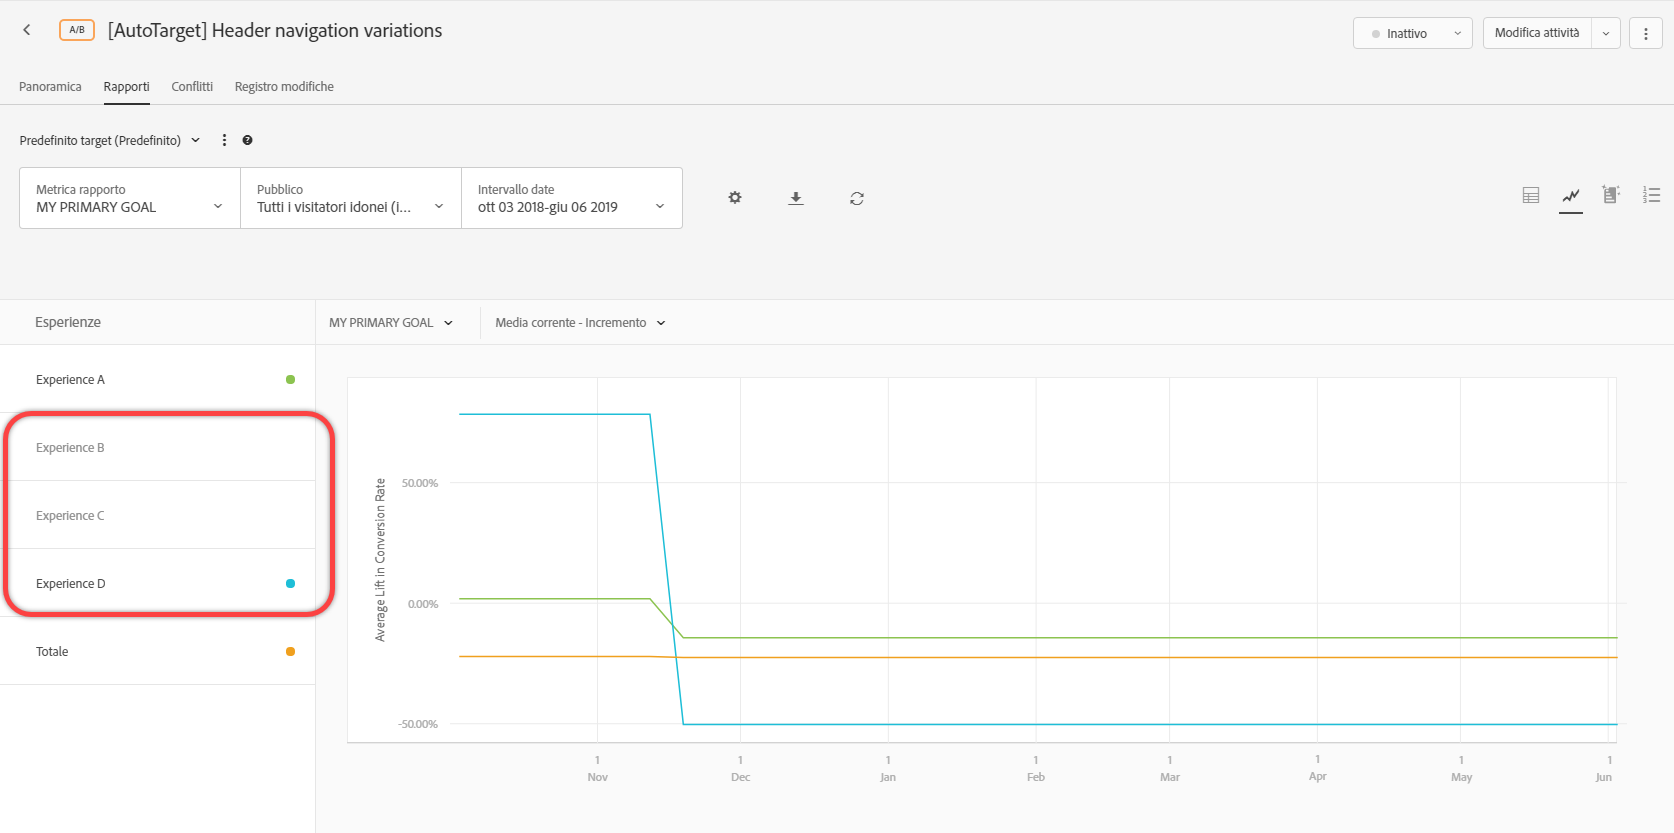 A/B [AutoTarget] Header navigation variations
Inattivo
Modifica attività
Panoramica Rapporti Conflitti Registro modifiche
Predefinito target (Predefinito)
?
Metrica rapporto
MY PRIMARY GOAL
Pubblico
Tutti i visitatori idonei (i...
Intervallo date
ott 03 2018-giu 06 2019
1
2
3
Esperienze
MY PRIMARY GOAL
Media corrente - Incremento
Experience A
Experience B
Experience C
Experience D
Totale
Average Lift in Conversion Rate
50.00%
0.00%
-50.00%
1 1 1 1 1 1 1 1
Nov Dec Jan Feb Mar Apr May Jun